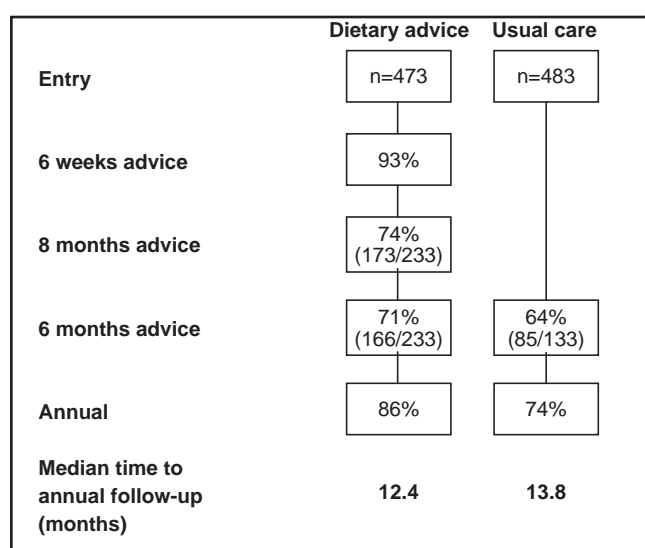 Dietary advice Usual care
Entry n=473 n=483
6 weeks advice 93%
8 months advice 74%
(173/233)
6 months advice 71% 64%
(166/233) (85/133)
Annual 86% 74%
Median time to
annual follow-up 12.4 13.8
(months)